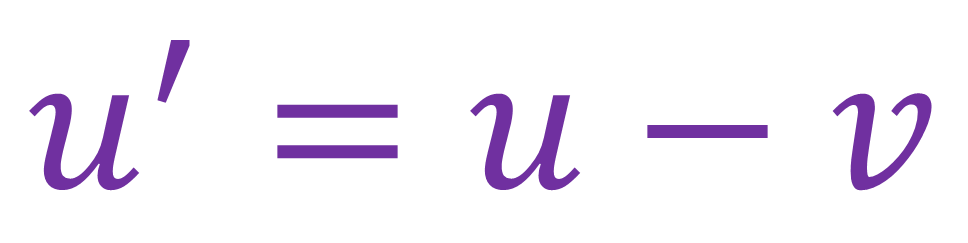 u′ = u − v